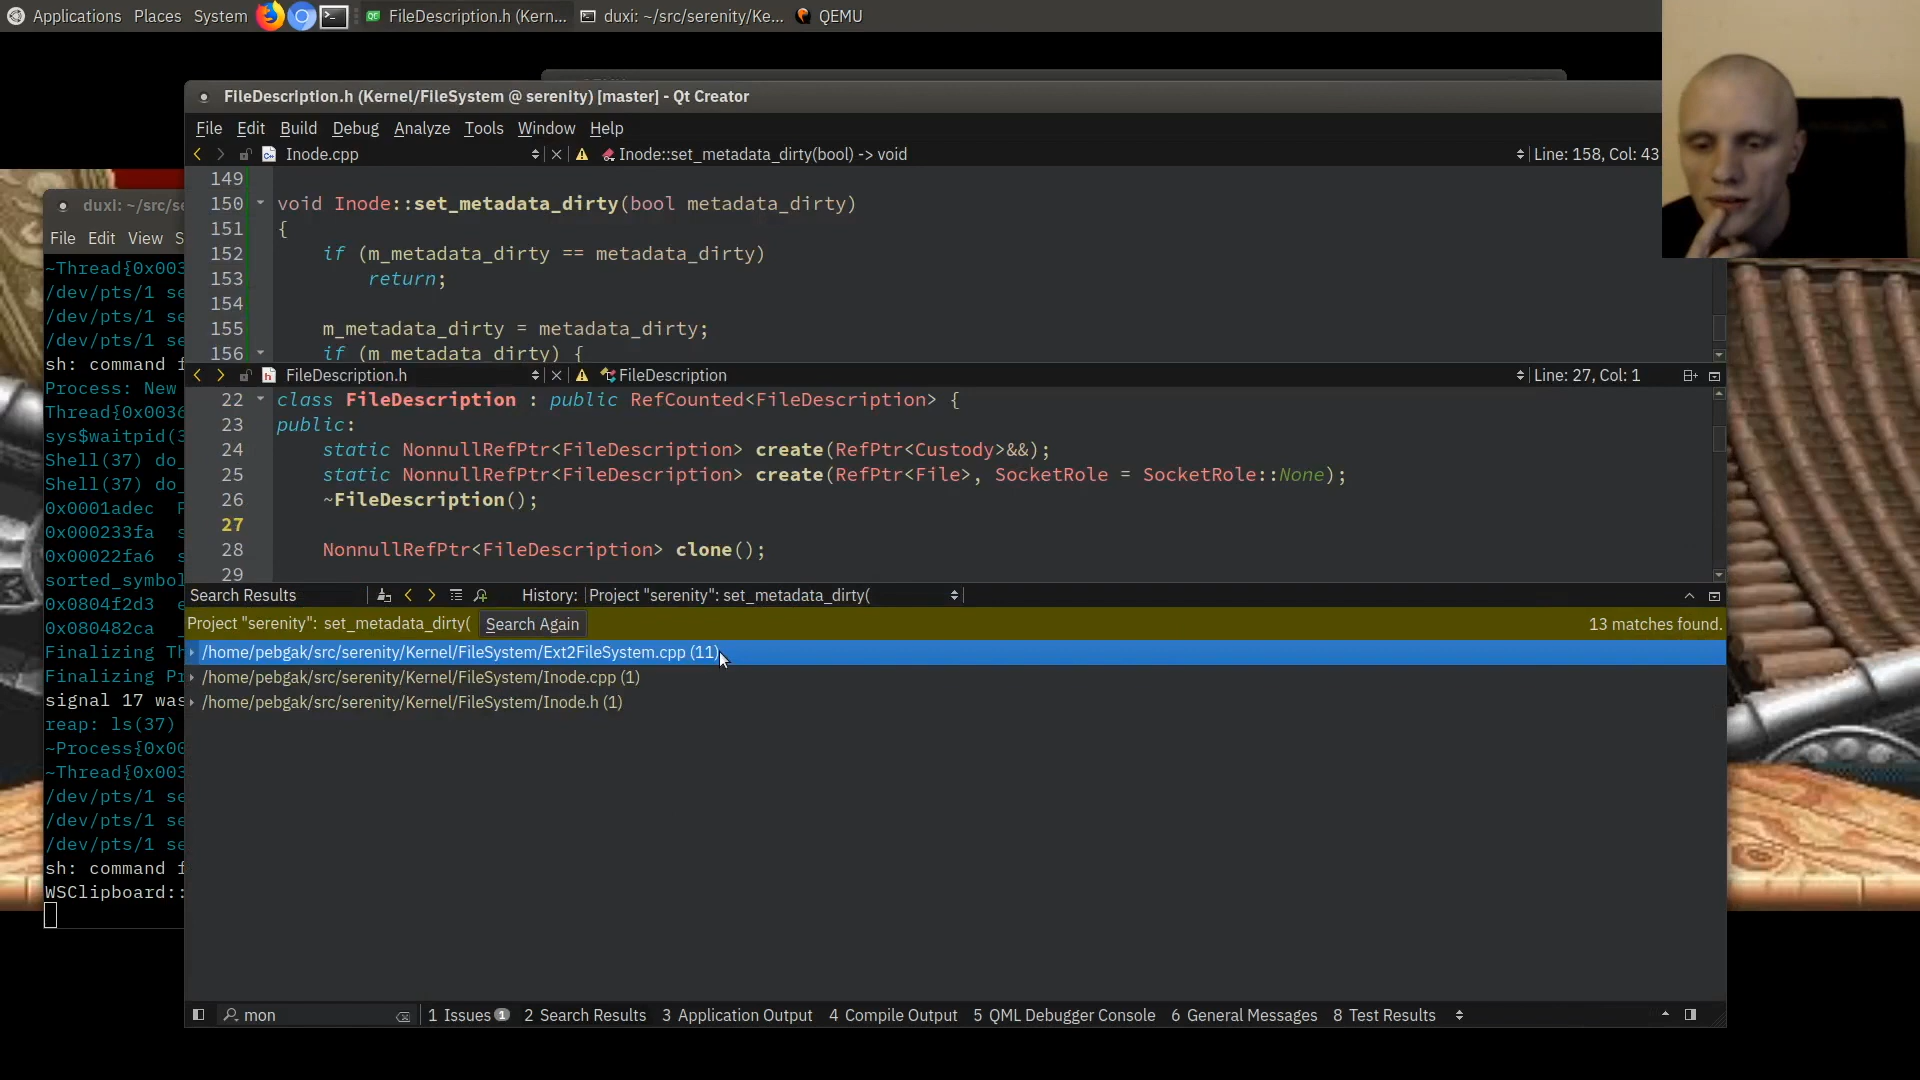 Applications Places System FileDescription.h (Kern... duxi: ~/src/serenity/Ke... QEMU
FileDescription.h (Kernel/FileSystem @ serenity) [master] - Qt Creator
File Edit Build Debug Analyze Tools Window Help
Inode.cpp Inode::set_metadata_dirty(bool) -> void Line: 158, Col: 43
149
150 void Inode::set_metadata_dirty(bool metadata_dirty)
151 {
152 if (m_metadata_dirty == metadata_dirty)
153 return;
154
155 m_metadata_dirty = metadata_dirty;
156 if (m_metadata_dirty) {
FileDescription.h FileDescription Line: 27, Col: 1
22 class FileDescription : public RefCounted<FileDescription> {
23 public:
24 static NonnullRefPtr<FileDescription> create(RefPtr<Custody>&&);
25 static NonnullRefPtr<FileDescription> create(RefPtr<File>, SocketRole = SocketRole::None);
26 ~FileDescription();
27
28 NonnullRefPtr<FileDescription> clone();
29
Search Results History: Project "serenity": set_metadata_dirty(
Project "serenity": set_metadata_dirty( Search Again 13 matches found.
/home/pebgak/src/serenity/Kernel/FileSystem/Ext2FileSystem.cpp (11)
/home/pebgak/src/serenity/Kernel/FileSystem/Inode.cpp (1)
/home/pebgak/src/serenity/Kernel/FileSystem/Inode.h (1)
mon 1 Issues 1 2 Search Results 3 Application Output 4 Compile Output 5 QML Debugger Console 6 General Messages 8 Test Results
duxi: ~/src/se
File Edit View S
~Thread{0x003
/dev/pts/1 se
/dev/pts/1 se
/dev/pts/1 se
sh: command f
Process: New
Thread{0x0036
sys$waitpid(3
Shell(37) do_
Shell(37) do_
0x0001adec
0x000233fa s
0x00022fa6 s
sorted_symbol
0x0804f2d3 e
0x080482ca _
Finalizing Th
Finalizing Pr
signal 17 was
reap: ls(37)
~Process{0x00
~Thread{0x003
/dev/pts/1 se
/dev/pts/1 se
/dev/pts/1 se
sh: command f
WSClipboard::